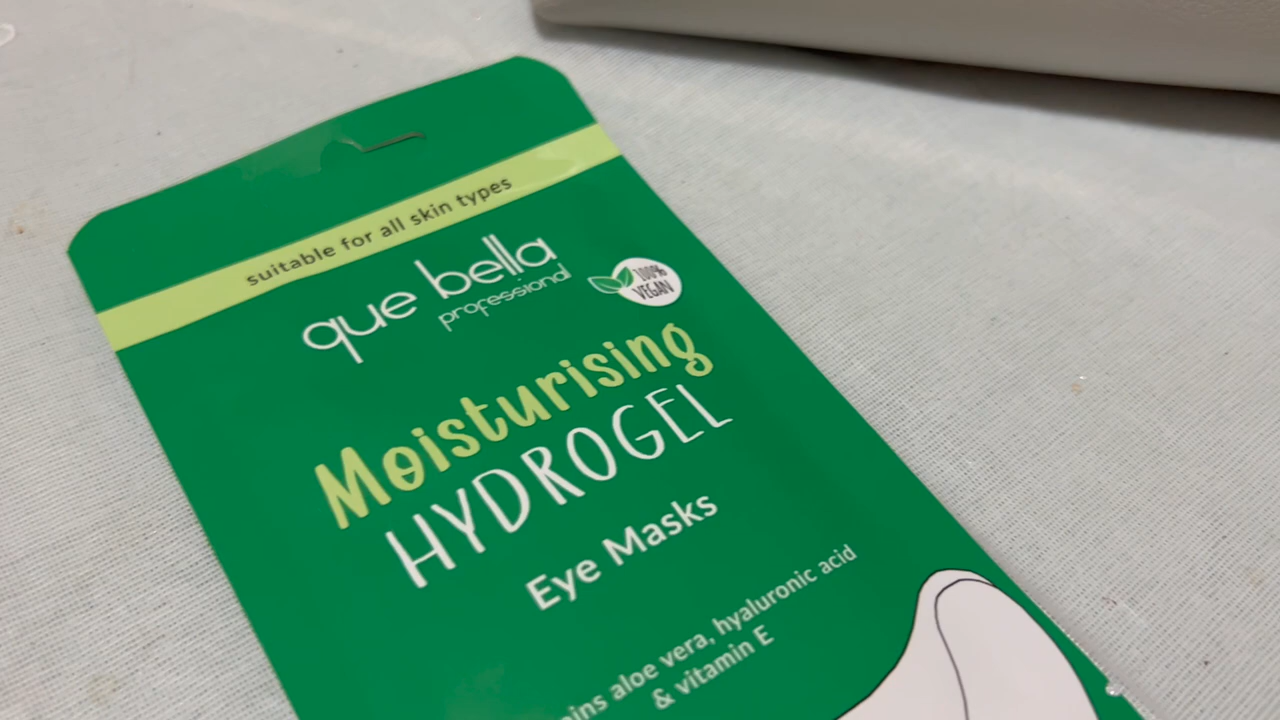 suitable for all skin types
que bella
professional
100%
VEGAN
Moisturising
HYDROGEL
Eye Masks
aloe vera, hyaluronic acid
& vitamin E